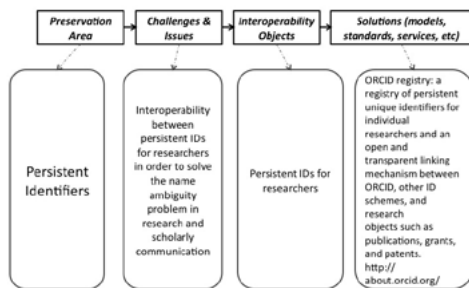 Preservation
Area
Challenges &
Issues
Interoperability
Objects
Solutions (models,
standards, services, etc)
Persistent
Identifiers
Interoperability
between
persistent IDs
for researchers
in order to solve
the name
ambiguity
problem in
research and
scholarly
communication
Persistent IDs for
researchers
ORCID registry: a
registry of persistent
unique identifiers for
individual
researchers and an
open and
transparent linking
mechanism between
ORCID, other ID
schemes, and
research
objects such as
publications, grants,
and patents.
http://
about.orcid.org/